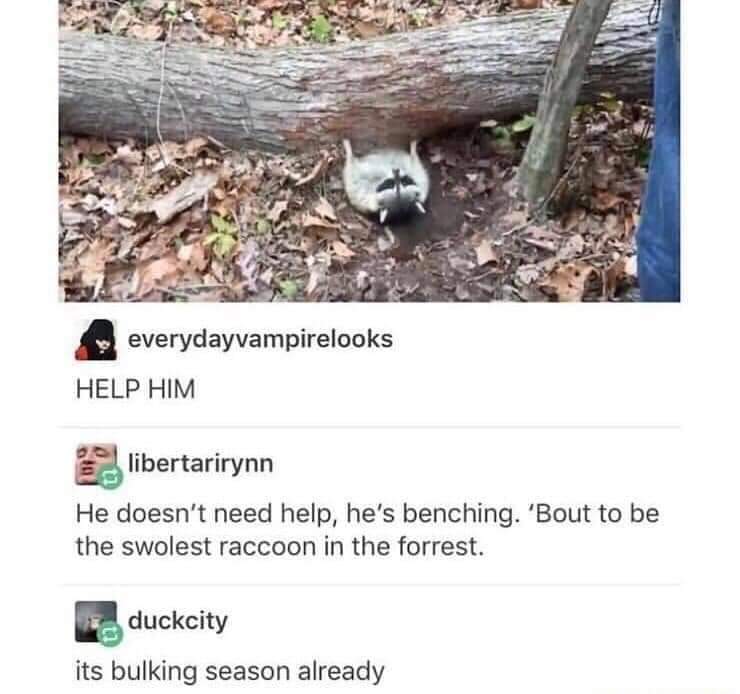 everydayvampirelooks
HELP HIM
libertarirynn
He doesn't need help, he's benching. 'Bout to be
the swolest raccoon in the forrest.
duckcity
its bulking season already